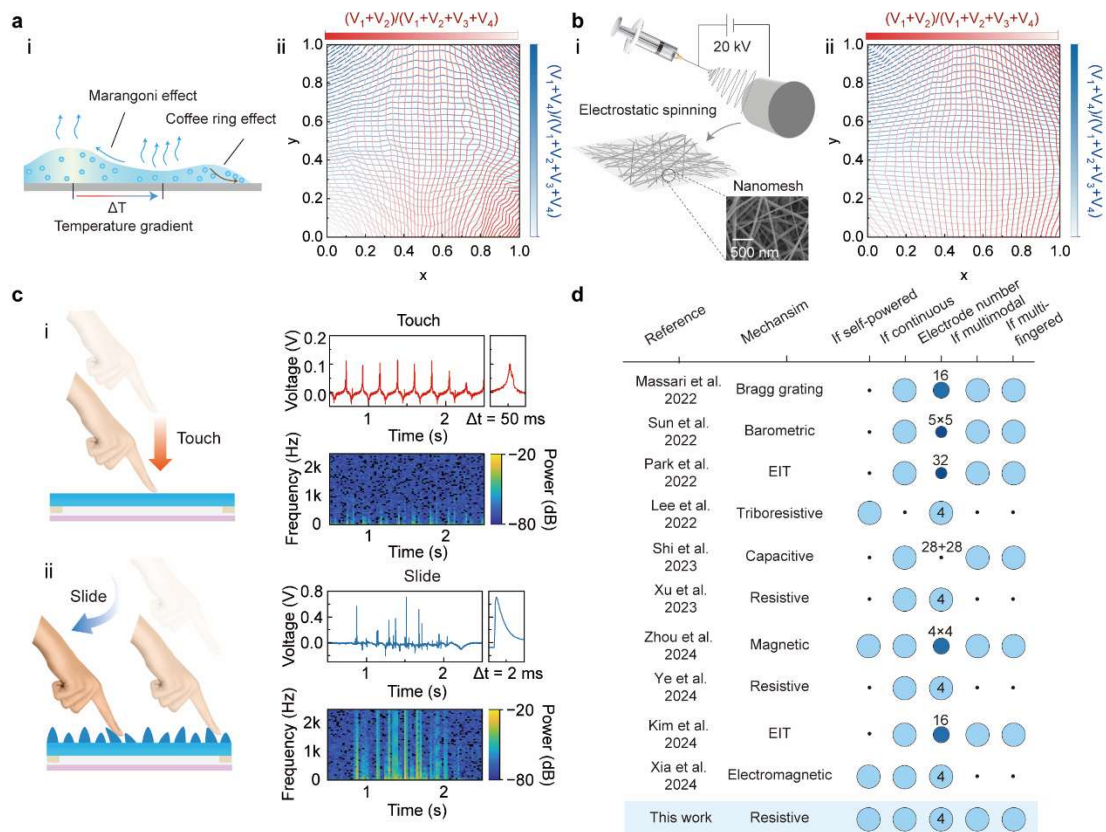 a
i
Marangoni effect
Coffee ring effect
ΔT
Temperature gradient
ii
(V1+V2)/(V1+V2+V3+V4)
1.0
0.8
0.6
0.4
0.2
0.0
y
0.0 0.2 0.4 0.6 0.8 1.0
x
(V1+V4)/(V1+V2+V3+V4)
b
i
20 kV
Electrostatic spinning
Nanomesh
500 nm
ii
(V1+V2)/(V1+V2+V3+V4)
1.0
0.8
0.6
0.4
0.2
0.0
y
0.0 0.2 0.4 0.6 0.8 1.0
x
(V1+V4)/(V1+V2+V3+V4)
c
i
Touch
Touch
Voltage (V)
0.2
0.1
0.0
1 2
Time (s)
Δt = 50 ms
Frequency (Hz)
2k
1k
0
1 2
Time (s)
−20
−80
Power (dB)
ii
Slide
Slide
Voltage (V)
0.8
0.4
0.0
1 2
Time (s)
Δt = 2 ms
Frequency (Hz)
2k
1k
0
1 2
Time (s)
−20
−80
Power (dB)
d
Reference Mechansim If self-powered If continuous Electrode number If multimodal If multi-fingered
Massari et al. 2022 Bragg grating 16
Sun et al. 2022 Barometric 5×5
Park et al. 2022 EIT 32
Lee et al. 2022 Triboresistive 4
Shi et al. 2023 Capacitive 28+28
Xu et al. 2023 Resistive 4
Zhou et al. 2024 Magnetic 4×4
Ye et al. 2024 Resistive 4
Kim et al. 2024 EIT 16
Xia et al. 2024 Electromagnetic 4
This work Resistive 4